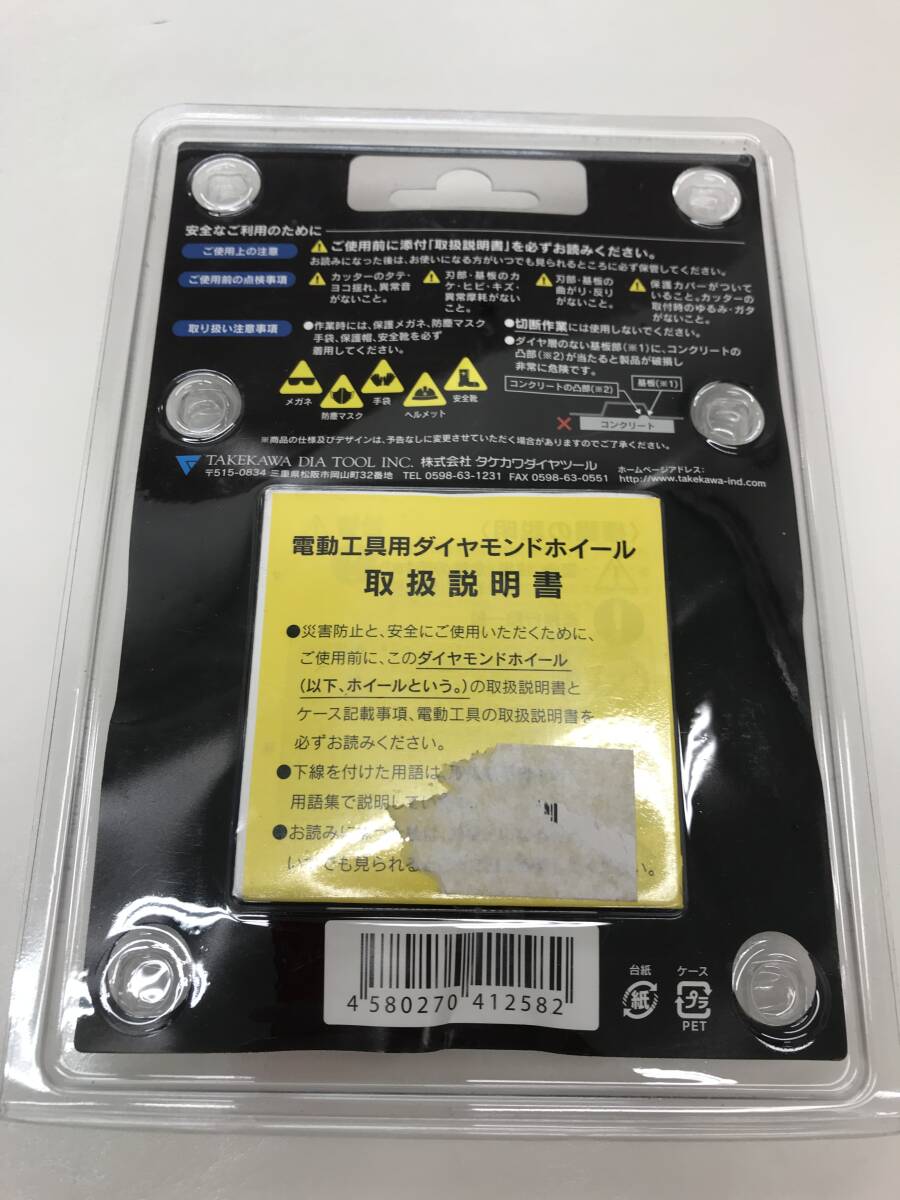 安全なご利用のために
ご使用上の注意
ご使用前に添付「取扱説明書」を必ずお読みください。
お読みになった後は、お使いになる方がいつでも見られるところに必ず保管してください。
ご使用前の点検事項
カッターのタテ・
ヨコ揺れ、異常音
がないこと。
刃部・基板のカ
ケ・ヒビ・キズ・
異常摩耗がない
こと。
刃部・基板の
曲がり・反り
がないこと。
保護カバーがついて
いること。カッターの
取付時のゆるみ・ガタ
がないこと。
取り扱い注意事項
●作業時には、保護メガネ、防塵マスク
手袋、保護帽、安全靴を必ず
着用してください。
メガネ
防塵マスク
手袋
ヘルメット
安全靴
●切断作業には使用しないでください。
●ダイヤ層のない基板部(※1)に、コンクリートの
凸部(※2)が当たると製品が破損し
非常に危険です。
コンクリートの凸部(※2)
基板(※1)
コンクリート
※商品の仕様及びデザインは、予告なしに変更させていただく場合がありますのでご了承ください。
TAKEKAWA DIA TOOL INC. 株式会社 タケカワダイヤツール
〒515-0834 三重県松阪市岡山町32番地 TEL 0598-63-1231 FAX 0598-63-0551
ホームページアドレス:
http://www.takekawa-ind.com
電動工具用ダイヤモンドホイール
取扱説明書
●災害防止と、安全にご使用いただくために、
ご使用前に、このダイヤモンドホイール
(以下、ホイールという。)の取扱説明書と
ケース記載事項、電動工具の取扱説明書を
必ずお読みください。
●下線を付けた用語は、
用語集で説明してい
●お読みに
いつでも見られる
い。
4 580270 412582
台紙
紙
ケース
プラ
PET